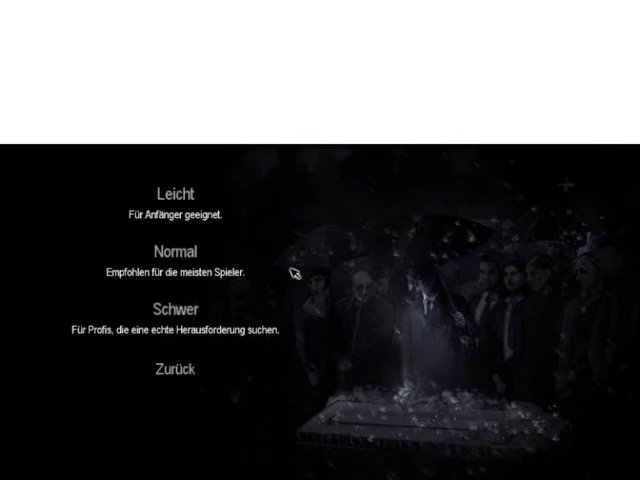 Leicht
Für Anfänger geeignet.
Normal
Empfohlen für die meisten Spieler.
Schwer
Für Profis, die eine echte Herausforderung suchen.
Zurück